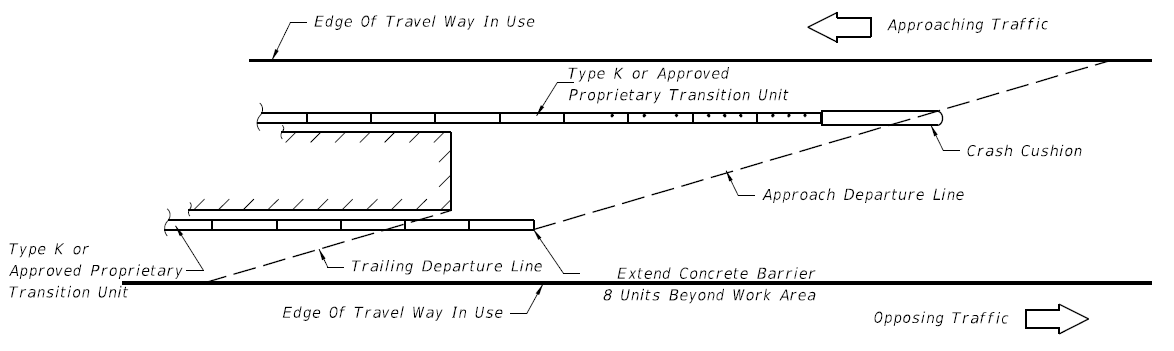 Edge Of Travel Way In Use
Approaching Traffic
Type K or Approved
Proprietary Transition Unit
Crash Cushion
Approach Departure Line
Type K or
Approved Proprietary
Transition Unit
Trailing Departure Line
Extend Concrete Barrier
8 Units Beyond Work Area
Edge Of Travel Way In Use
Opposing Traffic